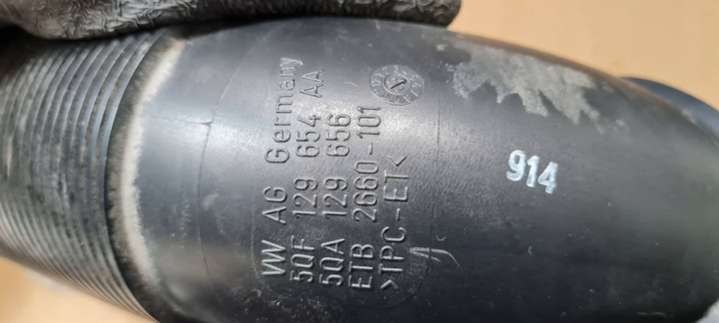 VW AG Germany
5QF 129 654 AA
5QA 129 656
ETB 2660-101
>TPC-ET<
914